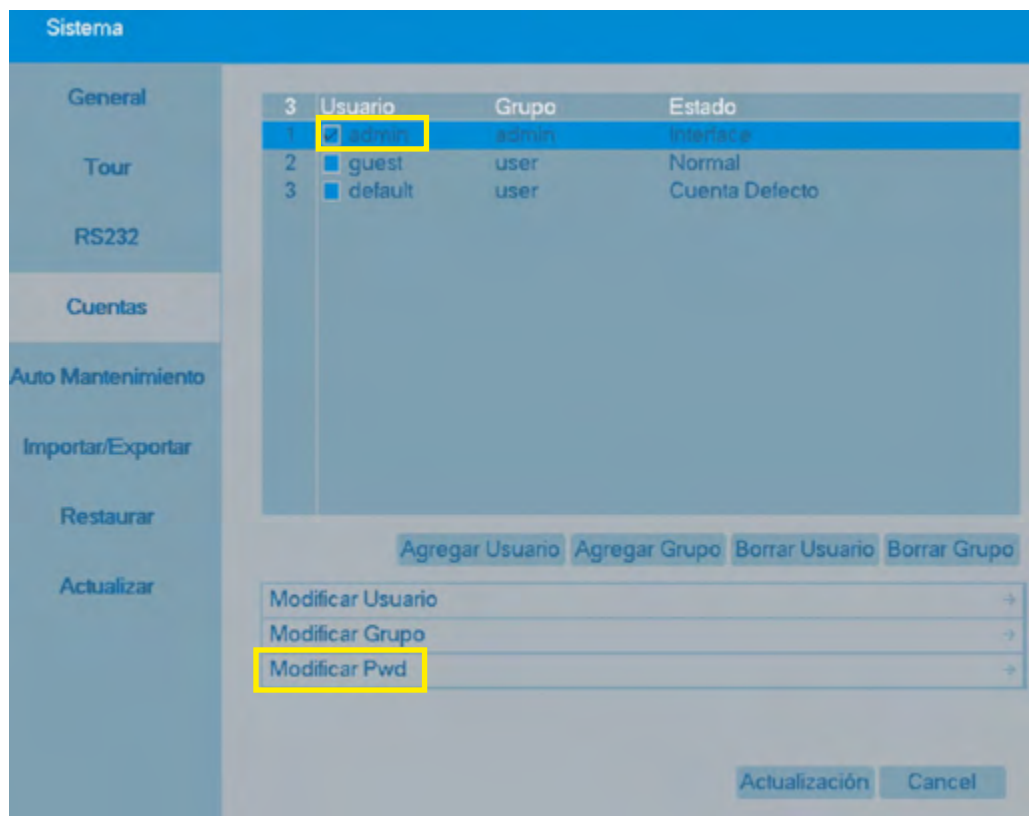 Sistema
General
Tour
RS232
Cuentas
Auto Mantenimiento
Importar/Exportar
Restaurar
Actualizar
3 Usuario Grupo Estado
1 admin admin Interface
2 guest user Normal
3 default user Cuenta Defecto
Agregar Usuario Agregar Grupo Borrar Usuario Borrar Grupo
Modificar Usuario
Modificar Grupo
Modificar Pwd
Actualización Cancel